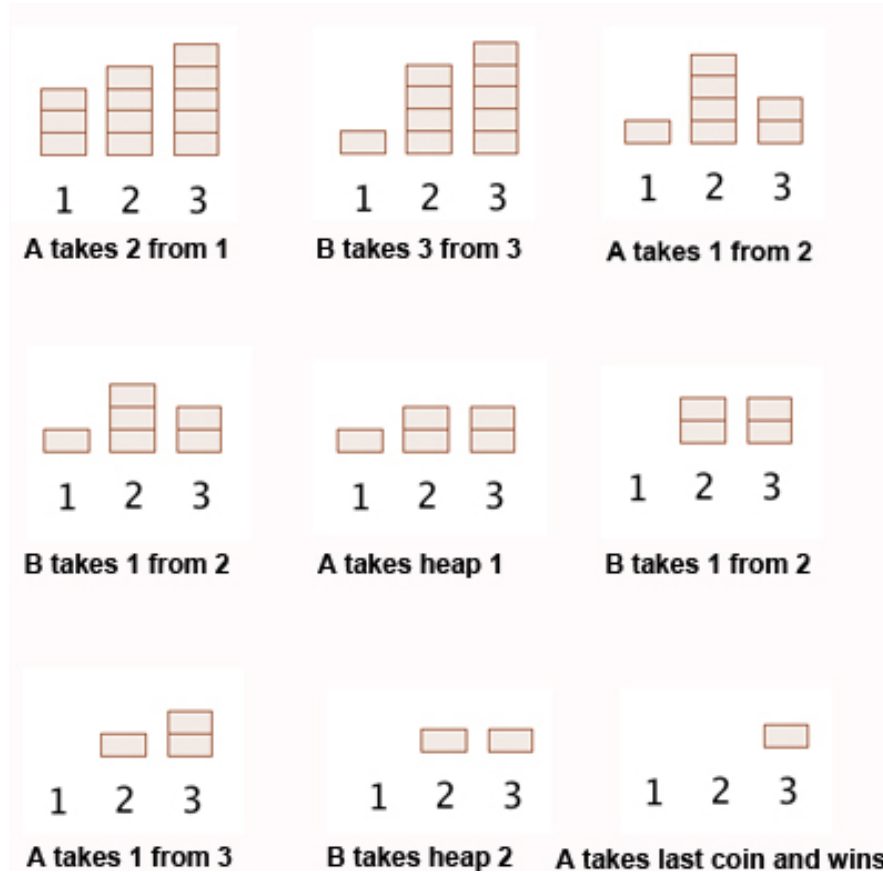 1 2 3
A takes 2 from 1
1 2 3
B takes 3 from 3
1 2 3
A takes 1 from 2
1 2 3
B takes 1 from 2
1 2 3
A takes heap 1
1 2 3
B takes 1 from 2
1 2 3
A takes 1 from 3
1 2 3
B takes heap 2
1 2 3
A takes last coin and wins